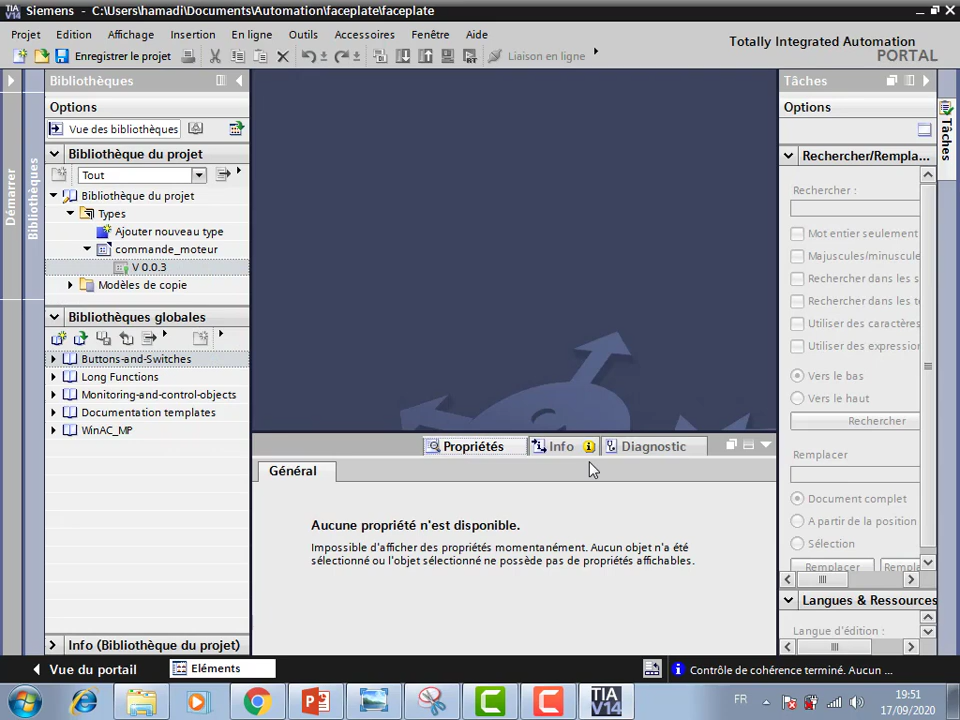 TIA V14 Siemens - C:\Users\hamadi\Documents\Automation\faceplate\faceplate
Projet Edition Affichage Insertion En ligne Outils Accessoires Fenêtre Aide
Totally Integrated Automation
PORTAL
Enregistrer le projet
Liaison en ligne
Bibliothèques
Options
Vue des bibliothèques
Bibliothèque du projet
Tout
Bibliothèque du projet
Types
Ajouter nouveau type
commande_moteur
V 0.0.3
Modèles de copie
Bibliothèques globales
Buttons-and-Switches
Long Functions
Monitoring-and-control-objects
Documentation templates
WinAC_MP
Info (Bibliothèque du projet)
Démarrer
Bibliothèques
Propriétés Info Diagnostic
Général
Aucune propriété n'est disponible.
Impossible d'afficher des propriétés momentanément. Aucun objet n'a été
sélectionné ou l'objet sélectionné ne possède pas de propriétés affichables.
Tâches
Options
Rechercher/Rempla...
Rechercher :
Mot entier seulement
Majuscules/minuscule
Rechercher dans les s
Rechercher dans les t
Utiliser des caractères
Utiliser des expression
Vers le bas
Vers le haut
Rechercher
Remplacer
Document complet
A partir de la position
Sélection
Remplacer Rempla
Langues & Ressources
Langue d'édition :
Tâches
Vue du portail Eléments
Contrôle de cohérence terminé. Aucun ...
TIA V14
FR
19:51
17/09/2020